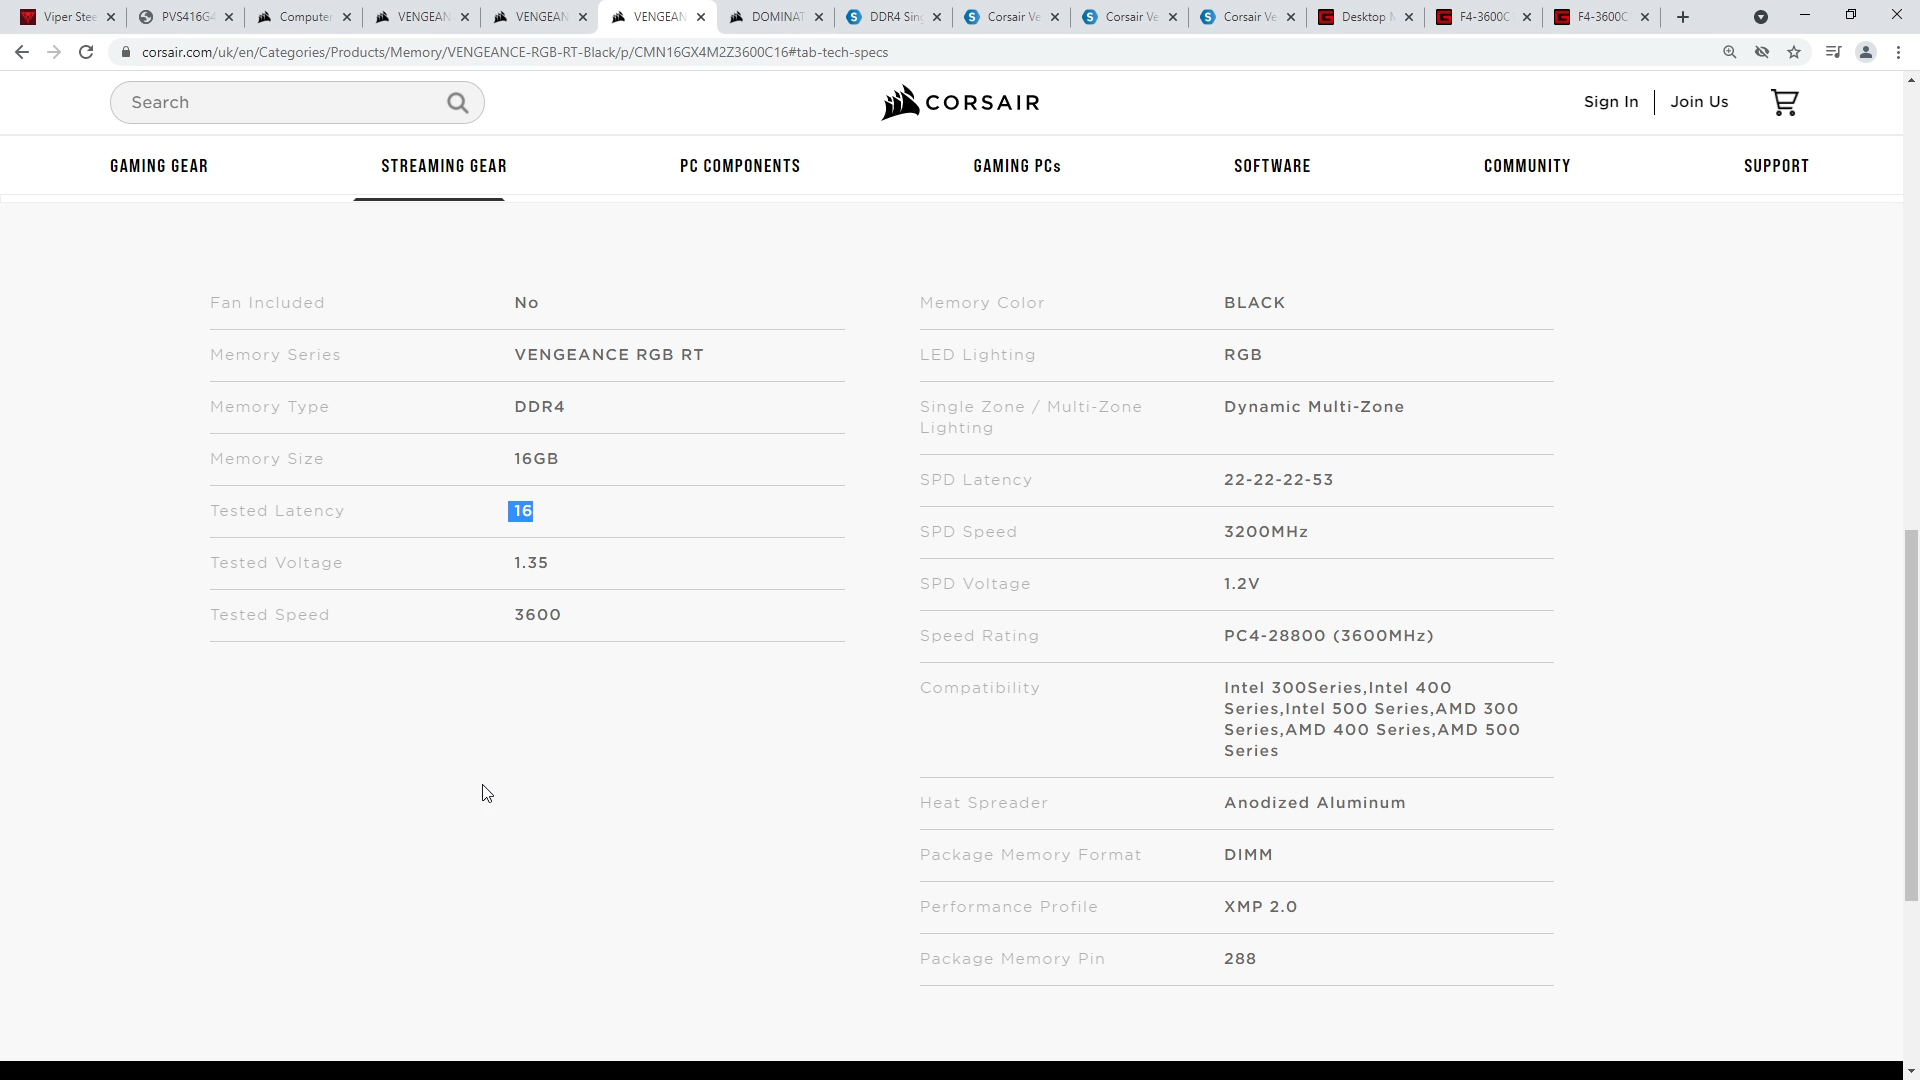 Viper Stee
PVS416G4
Computer
VENGEAN
VENGEAN
VENGEAN
DOMINAT
DDR4 Sin
Corsair Ve
Corsair Ve
Corsair Ve
Desktop M
F4-3600C
F4-3600C
corsair.com/uk/en/Categories/Products/Memory/VENGEANCE-RGB-RT-Black/p/CMN16GX4M2Z3600C16#tab-tech-specs
Search
CORSAIR
Sign In
Join Us
GAMING GEAR
STREAMING GEAR
PC COMPONENTS
GAMING PCs
SOFTWARE
COMMUNITY
SUPPORT
Fan Included No
Memory Series VENGEANCE RGB RT
Memory Type DDR4
Memory Size 16GB
Tested Latency 16
Tested Voltage 1.35
Tested Speed 3600
Memory Color BLACK
LED Lighting RGB
Single Zone / Multi-Zone Dynamic Multi-Zone
Lighting
SPD Latency 22-22-22-53
SPD Speed 3200MHz
SPD Voltage 1.2V
Speed Rating PC4-28800 (3600MHz)
Compatibility Intel 300Series,Intel 400
Series,Intel 500 Series,AMD 300
Series,AMD 400 Series,AMD 500
Series
Heat Spreader Anodized Aluminum
Package Memory Format DIMM
Performance Profile XMP 2.0
Package Memory Pin 288